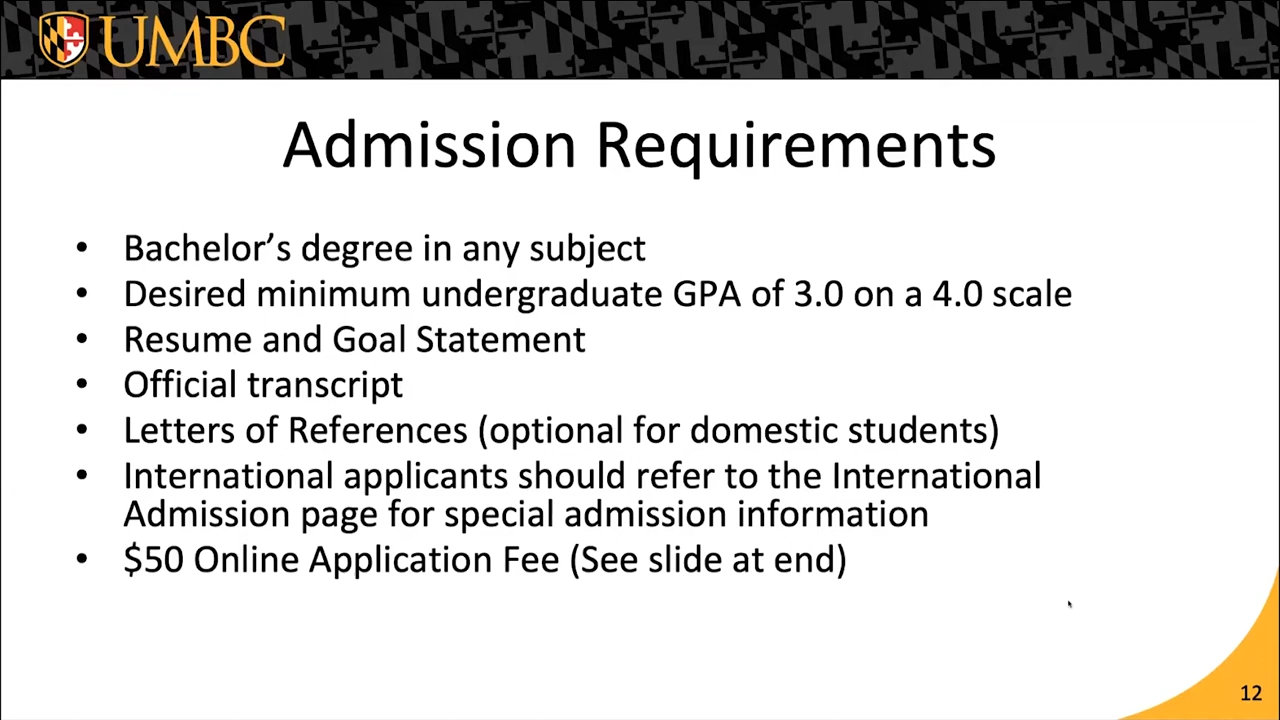 UMBC
Admission Requirements
• Bachelor’s degree in any subject
• Desired minimum undergraduate GPA of 3.0 on a 4.0 scale
• Resume and Goal Statement
• Official transcript
• Letters of References (optional for domestic students)
• International applicants should refer to the International
Admission page for special admission information
• $50 Online Application Fee (See slide at end)
12